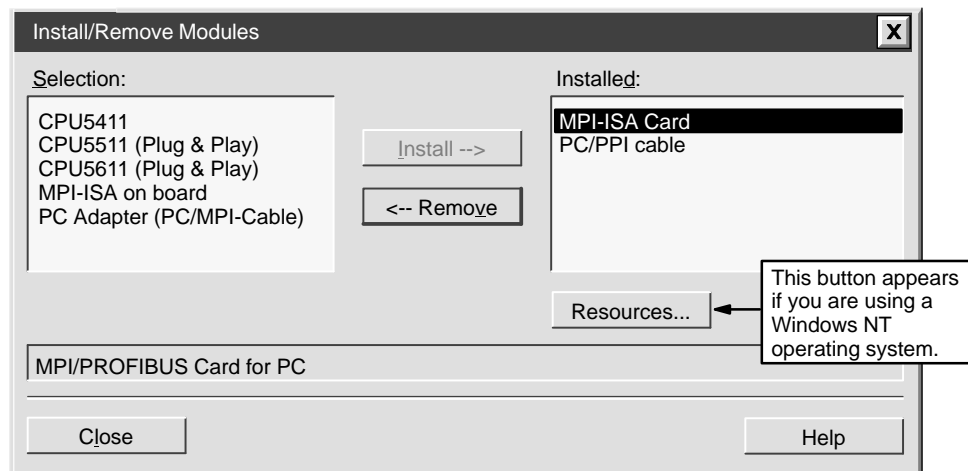 Install/Remove Modules
X
Selection:
Installed:
CPU5411
CPU5511 (Plug & Play)
CPU5611 (Plug & Play)
MPI-ISA on board
PC Adapter (PC/MPI-Cable)
Install -->
<-- Remove
MPI-ISA Card
PC/PPI cable
Resources...
This button appears
if you are using a
Windows NT
operating system.
MPI/PROFIBUS Card for PC
Close
Help